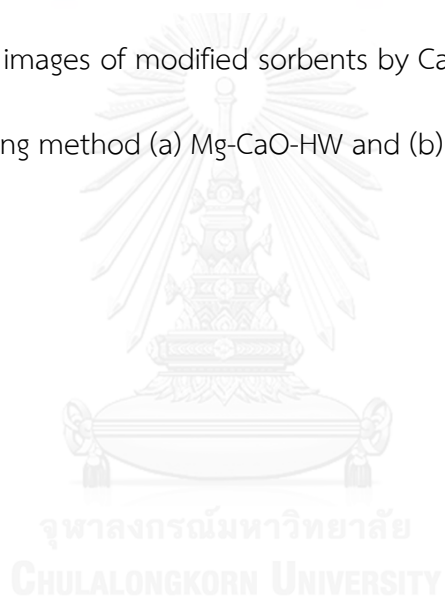 images of modified sorbents by Ca
ng method (a) Mg-CaO-HW and (b)
จุฬาลงกรณ์มหาวิทยาลัย
CHULALONGKORN UNIVERSITY